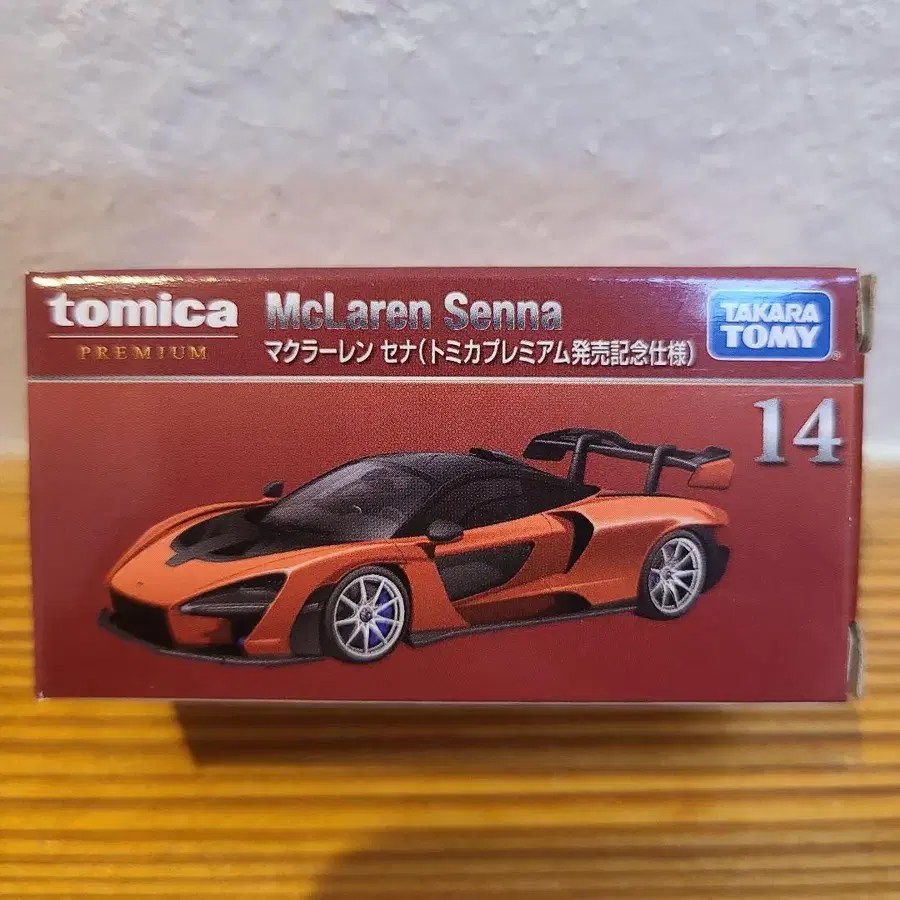 tomica
PREMIUM
McLaren Senna
マクラーレン セナ(トミカプレミアム発売記念仕様)
TAKARA
TOMY
®
14